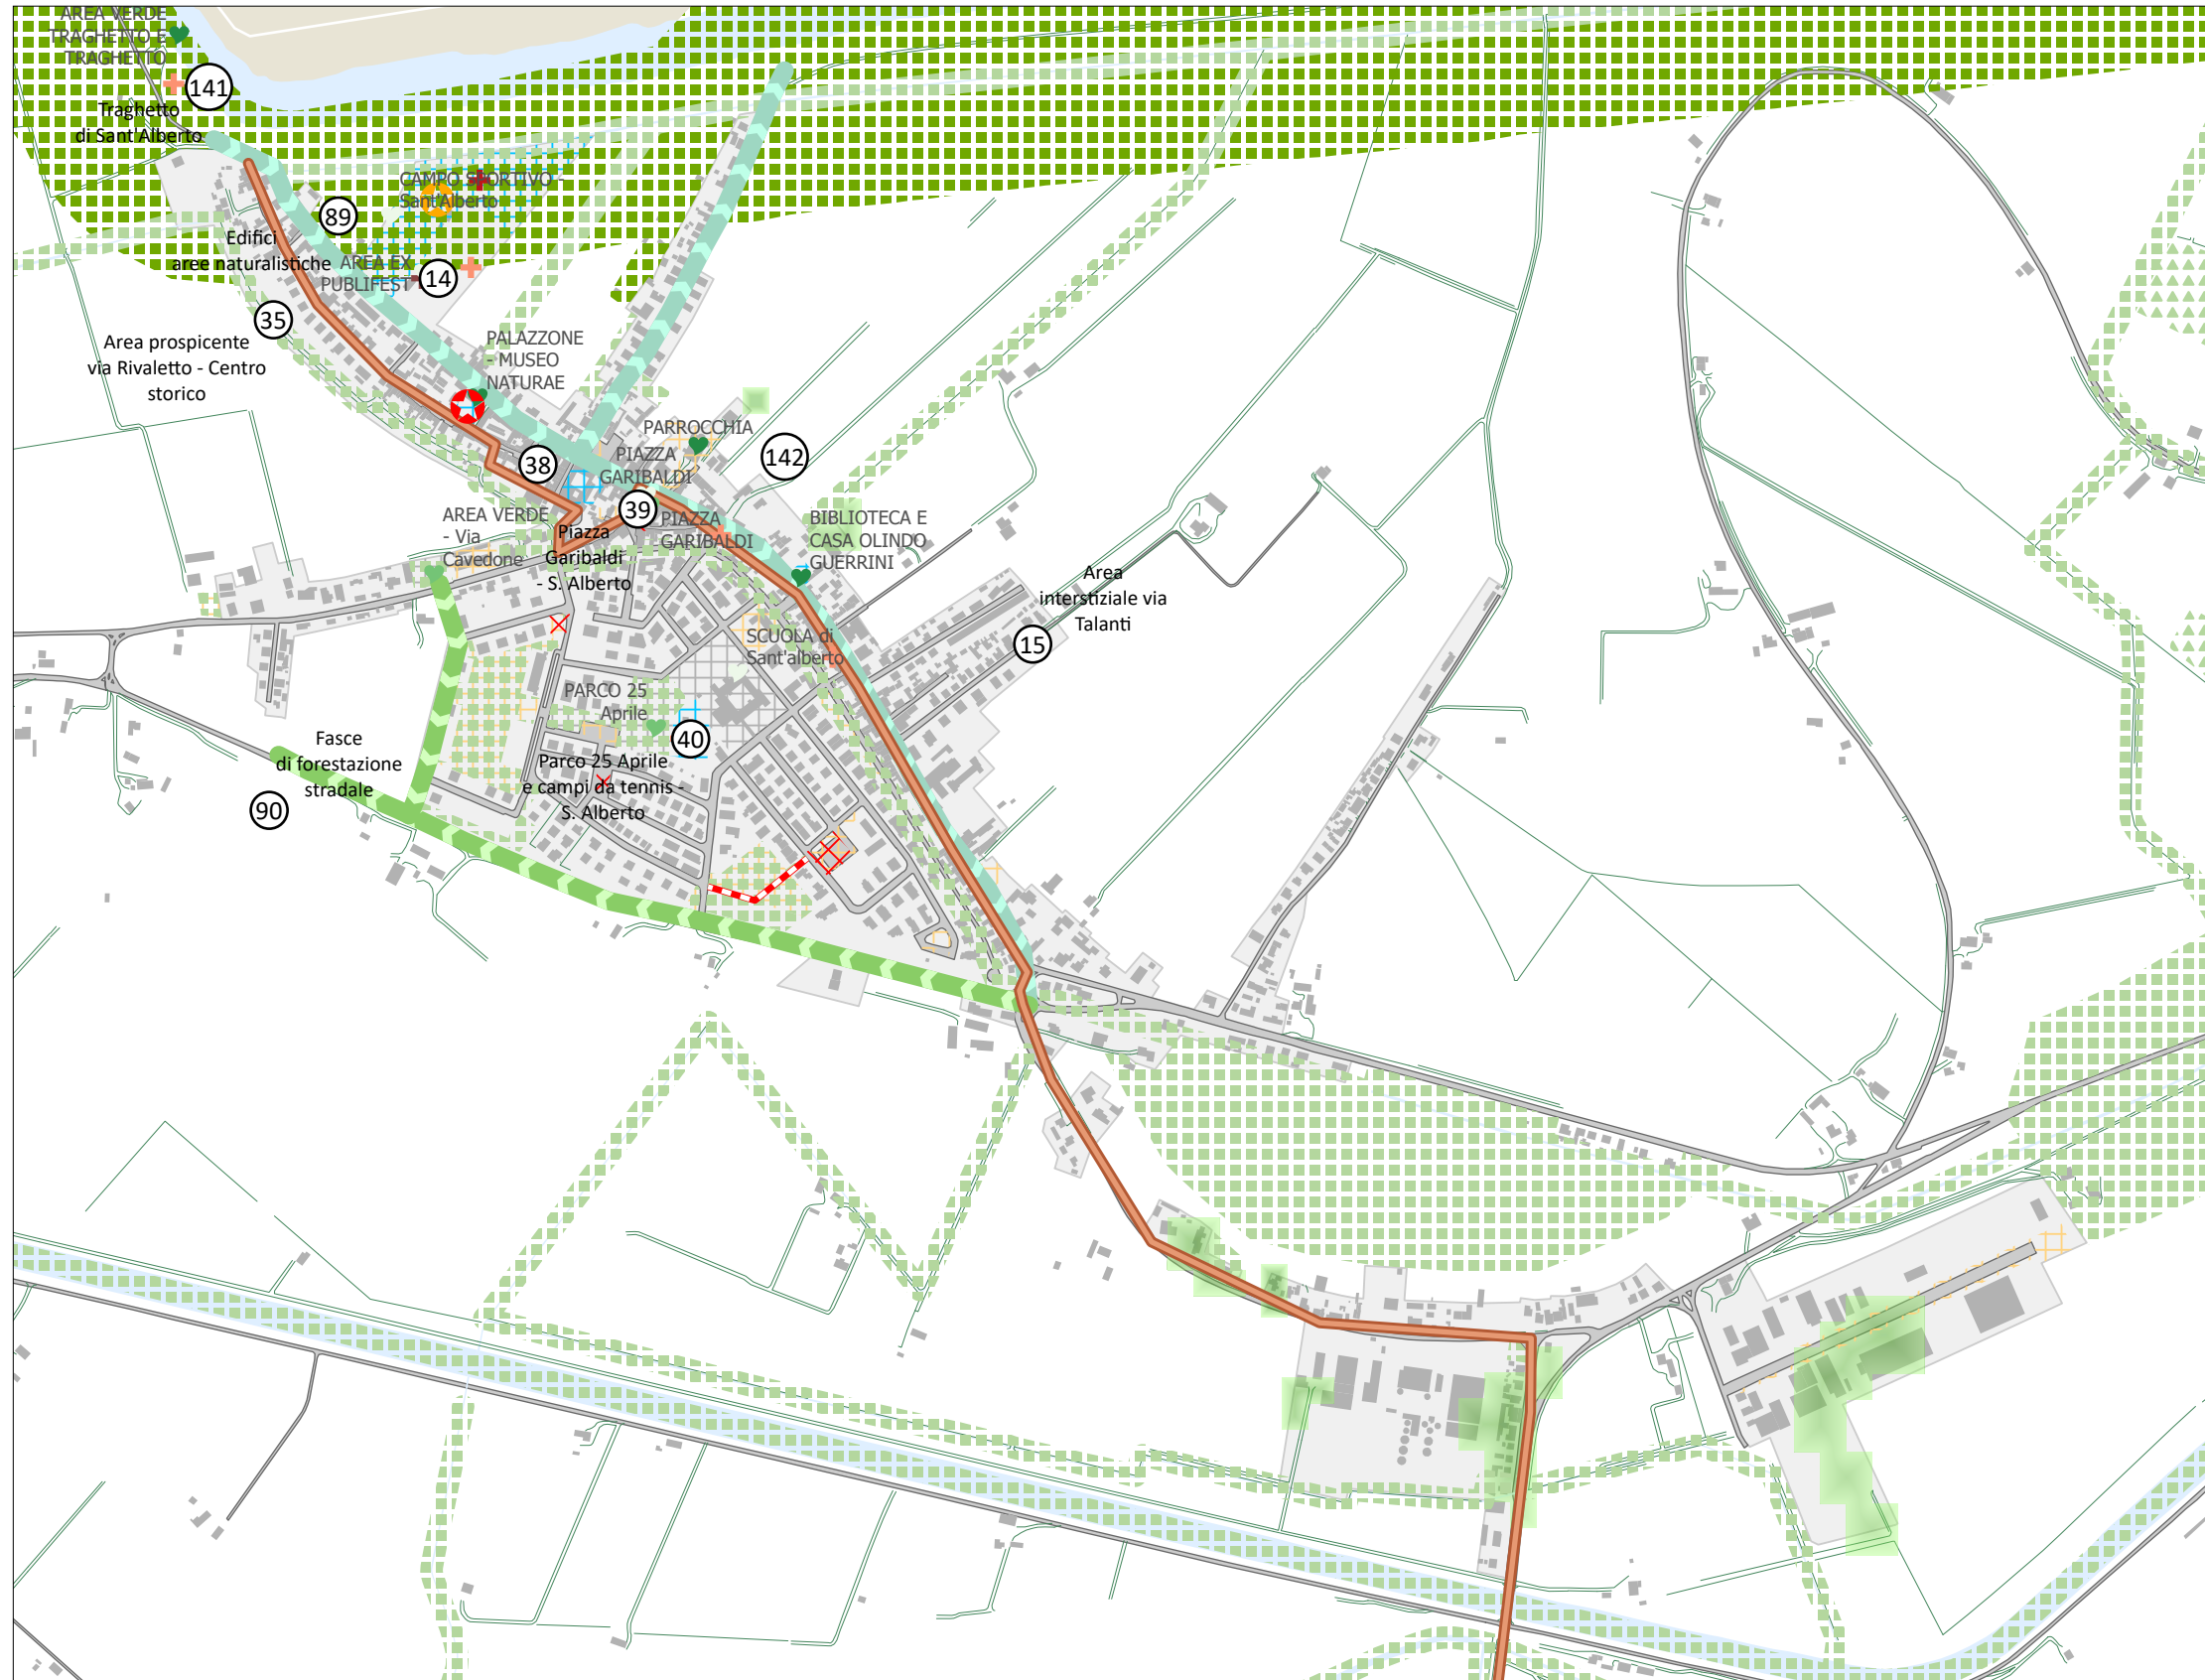 AREA VERDE
TRAGHETTO E
TRAGHETTO
141
Traghetto
di Sant'Alberto
CAMPO SPORTIVO -
Sant'Alberto
89
Edifici
aree naturalistiche
AREA EX
PUBLIFEST
14
35
Area prospicente
via Rivaletto - Centro
storico
PALAZZONE
- MUSEO
NATURAE
PARROCCHIA
142
38
PIAZZA
GARIBALDI
39
PIAZZA
GARIBALDI
AREA VERDE
- Via
Cavedone
Piazza
Garibaldi
- S. Alberto
BIBLIOTECA E
CASA OLINDO
GUERRINI
Area
interstiziale via
Talanti
15
SCUOLA di
Sant'alberto
PARCO 25
Aprile
40
Parco 25 Aprile
e campi da tennis -
S. Alberto
Fasce
di forestazione
stradale
90